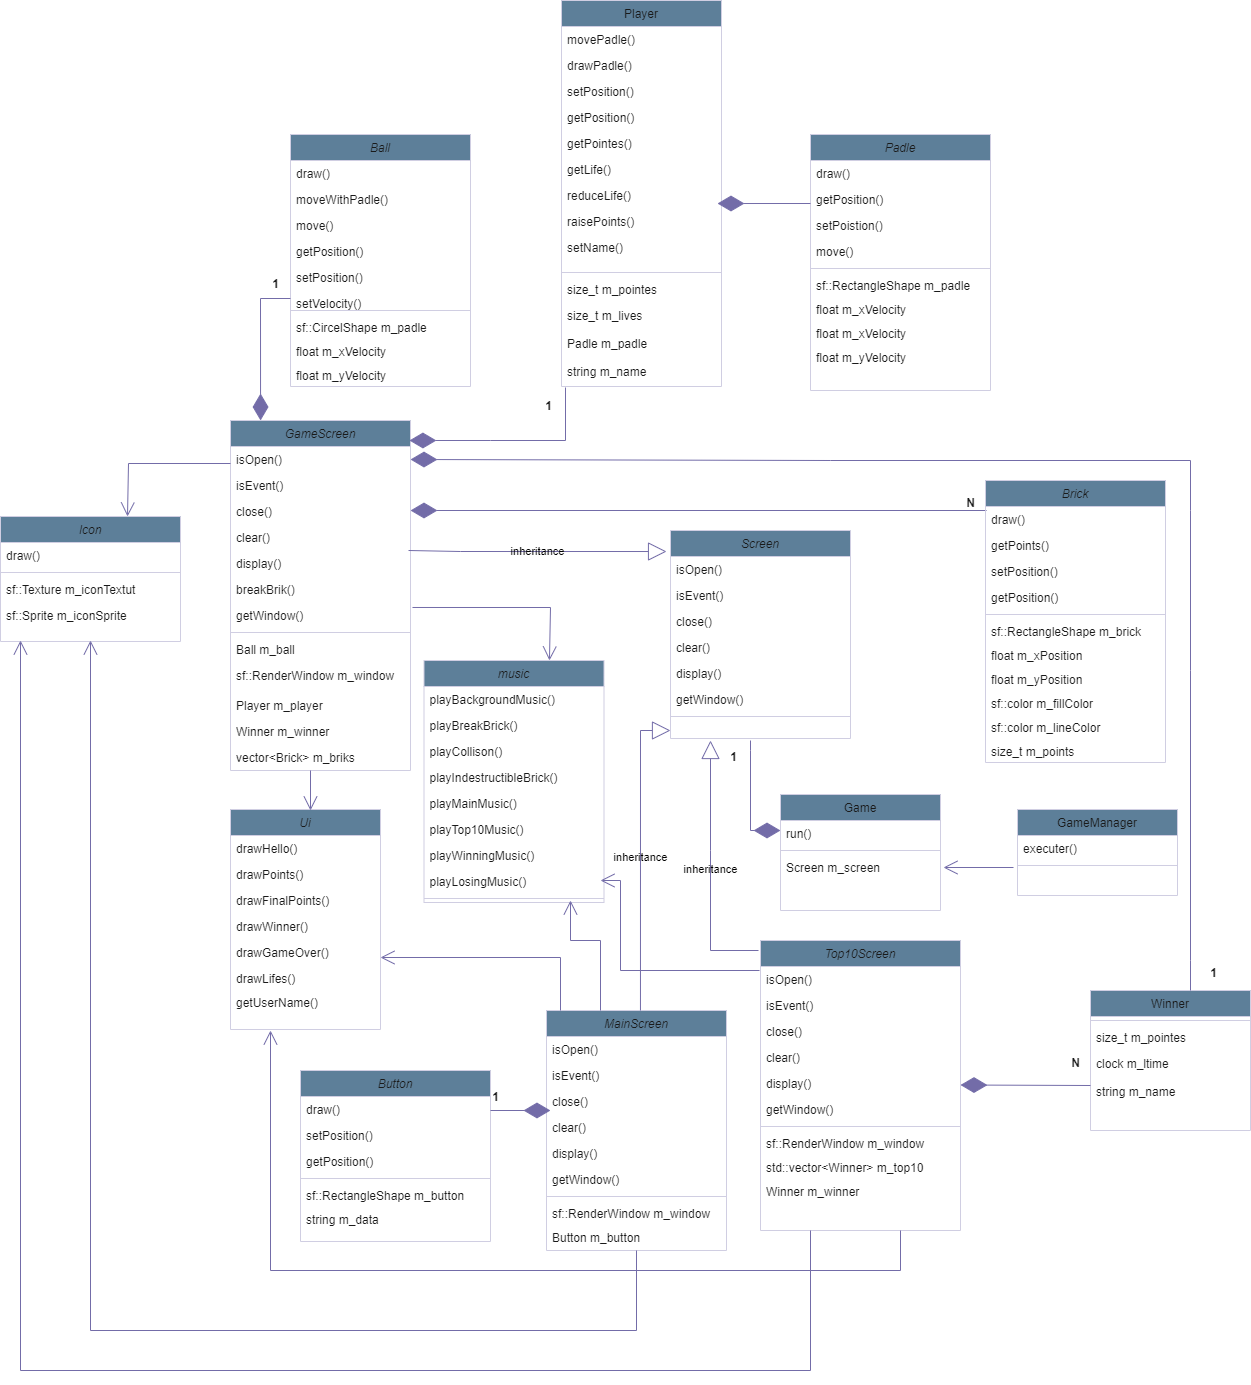 Player
movePadle()
drawPadle()
setPosition()
getPosition()
getPointes()
getLife()
reduceLife()
raisePoints()
setName()
size_t m_pointes
size_t m_lives
Padle m_padle
string m_name
1
Ball
draw()
moveWithPadle()
move()
getPosition()
setPosition()
setVelocity()
sf::CircelShape m_padle
float m_xVelocity
float m_yVelocity
1
Padle
draw()
getPosition()
setPoistion()
move()
sf::RectangleShape m_padle
float m_xVelocity
float m_xVelocity
float m_yVelocity
GameScreen
isOpen()
isEvent()
close()
clear()
display()
breakBrik()
getWindow()
Ball m_ball
sf::RenderWindow m_window
Player m_player
Winner m_winner
vector<Brick> m_briks
Icon
draw()
sf::Texture m_iconTextut
sf::Sprite m_iconSprite
inheritance
Screen
isOpen()
isEvent()
close()
clear()
display()
getWindow()
1
N
Brick
draw()
getPoints()
setPosition()
getPosition()
sf::RectangleShape m_brick
float m_xPosition
float m_yPosition
sf::color m_fillColor
sf::color m_lineColor
size_t m_points
music
playBackgroundMusic()
playBreakBrick()
playCollison()
playIndestructibleBrick()
playMainMusic()
playTop10Music()
playWinningMusic()
playLosingMusic()
inheritance
inheritance
Game
run()
Screen m_screen
GameManager
executer()
Ui
drawHello()
drawPoints()
drawFinalPoints()
drawWinner()
drawGameOver()
drawLifes()
getUserName()
Top10Screen
isOpen()
isEvent()
close()
clear()
display()
getWindow()
sf::RenderWindow m_window
std::vector<Winner> m_top10
Winner m_winner
1
N
Winner
size_t m_pointes
clock m_ltime
string m_name
MainScreen
isOpen()
isEvent()
close()
clear()
display()
getWindow()
sf::RenderWindow m_window
Button m_button
1
Button
draw()
setPosition()
getPosition()
sf::RectangleShape m_button
string m_data